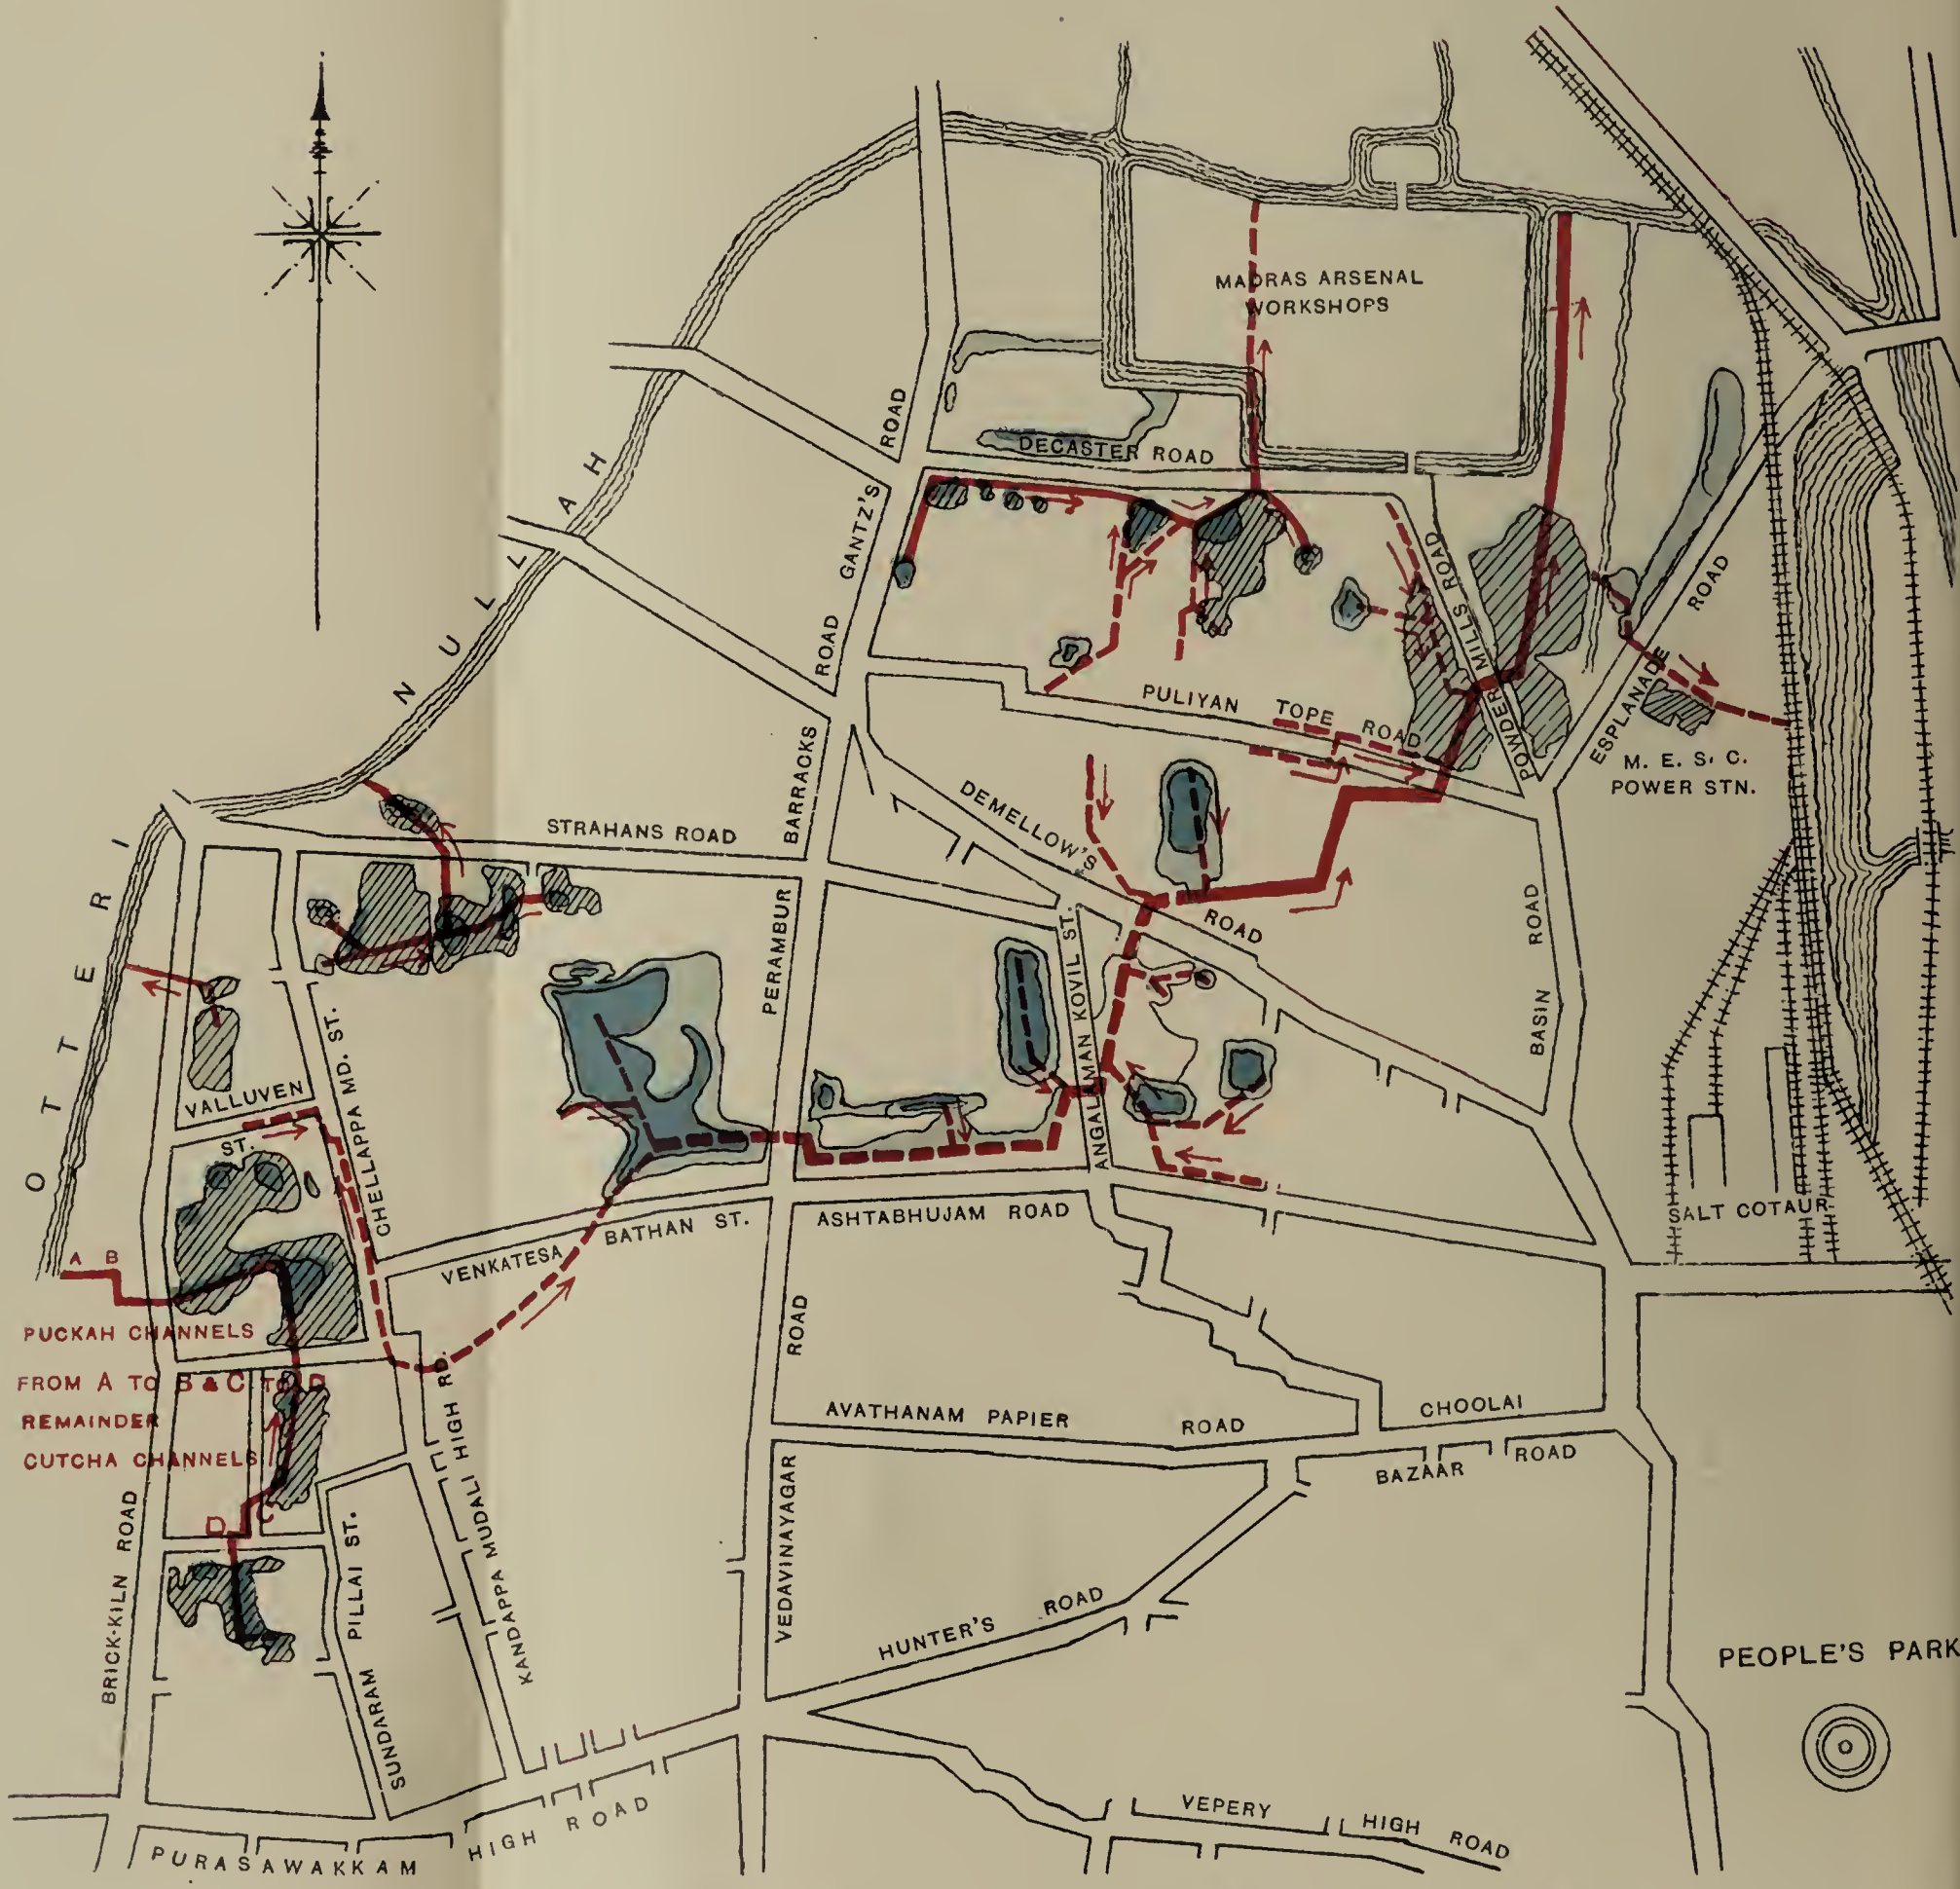 MADRAS ARSENAL
WORKSHOPS
DECASTER ROAD
GANTZ'S ROAD
OTTERI NULLAH
POWDER MILLS ROAD
PULIYAN TOPE ROAD
ESPLANADE ROAD
M. E. S. C.
POWER STN.
STRAHANS ROAD
PERAMBUR BARRACKS ROAD
DEMELLOW'S ROAD
BASIN ROAD
ANGALAMMAN KOVIL ST.
VALLUVEN
ST.
CHELLAPPA MD. ST.
VENKATESA BATHAN ST.
ASHTABHUJAM ROAD
ROAD
SALT COTAUR
A B
PUCKAH CHANNELS
FROM A TO B & C TO D
REMAINDER
CUTCHA CHANNELS
D C
BRICK-KILN ROAD
SUNDARAM PILLAI ST.
KANDAPPA MUDALI HIGH RD.
AVATHANAM PAPIER ROAD
CHOOLAI
BAZAAR ROAD
VEDAVINAYAGAR
HUNTER'S ROAD
PEOPLE'S PARK
PURASAWAKKAM HIGH ROAD
VEPERY HIGH ROAD